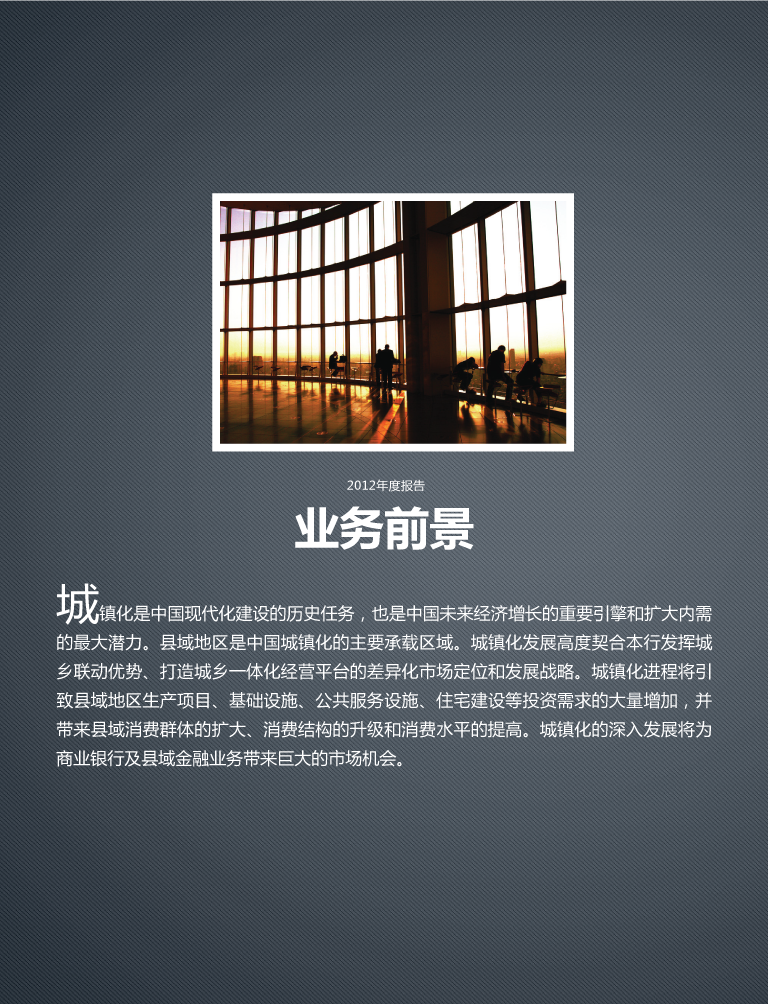 2012年度报告
业务前景
城镇化是中国现代化建设的历史任务，也是中国未来经济增长的重要引擎和扩大内需
的最大潜力。县域地区是中国城镇化的主要承载区域。城镇化发展高度契合本行发挥城
乡联动优势、打造城乡一体化经营平台的差异化市场定位和发展战略。城镇化进程将引
致县域地区生产项目、基础设施、公共服务设施、住宅建设等投资需求的大量增加，并
带来县域消费群体的扩大、消费结构的升级和消费水平的提高。城镇化的深入发展将为
商业银行及县域金融业务带来巨大的市场机会。